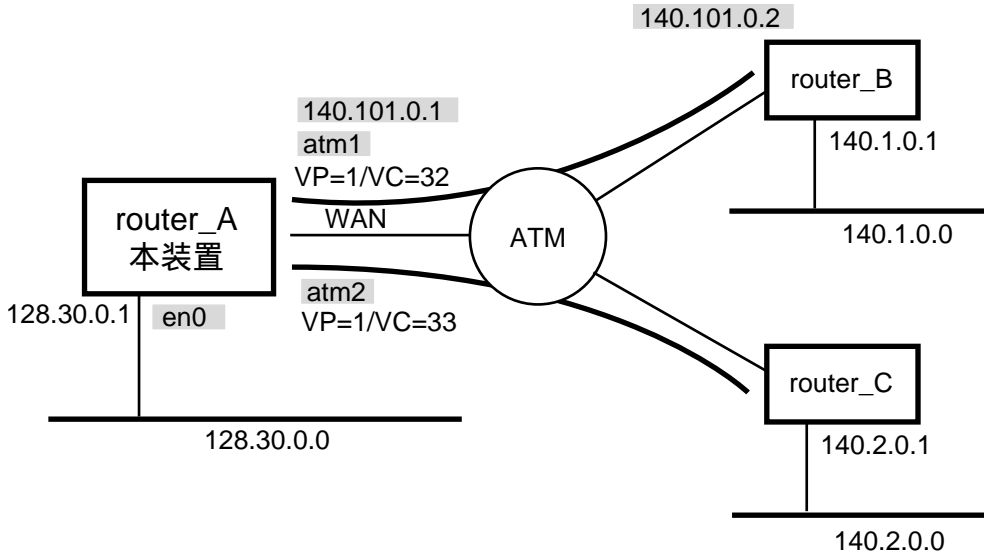 140.101.0.2
router_B
140.101.0.1
atm1
140.1.0.1
VP=1/VC=32
router_A
本装置
WAN
ATM
140.1.0.0
atm2
128.30.0.1
en0
VP=1/VC=33
router_C
128.30.0.0
140.2.0.1
140.2.0.0